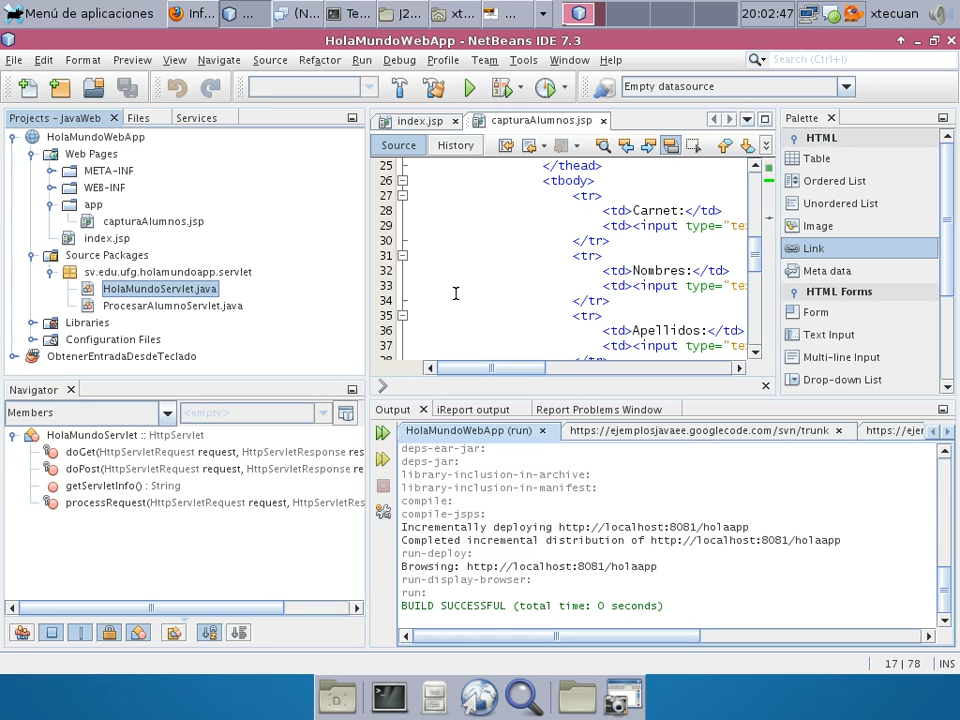 Menú de aplicaciones
Inf...
...
(N...
Te...
J2...
xt...
...
20:02:47
xtecuan
HolaMundoWebApp - NetBeans IDE 7.3
File Edit Format Preview View Navigate Source Refactor Run Debug Profile Team Tools Window Help
Search (Ctrl+I)
Empty datasource
Projects - JavaWeb
Files
Services
HolaMundoWebApp
Web Pages
META-INF
WEB-INF
app
capturaAlumnos.jsp
index.jsp
Source Packages
sv.edu.ufg.holamundoapp.servlet
HolaMundoServlet.java
ProcesarAlumnoServlet.java
Libraries
Configuration Files
ObtenerEntradaDesdeTeclado
Navigator
Members
<empty>
HolaMundoServlet :: HttpServlet
doGet(HttpServletRequest request, HttpServletResponse res
doPost(HttpServletRequest request, HttpServletResponse re
getServletInfo() : String
processRequest(HttpServletRequest request, HttpServletRes
index.jsp
capturaAlumnos.jsp
Source
History
25 </thead>
26 <tbody>
27 <tr>
28 <td>Carnet:</td>
29 <td><input type="te
30 </tr>
31 <tr>
32 <td>Nombres:</td>
33 <td><input type="te
34 </tr>
35 <tr>
36 <td>Apellidos:</td>
37 <td><input type="te
38 </tr>
Palette
HTML
Table
Ordered List
Unordered List
Image
Link
Meta data
HTML Forms
Form
Text Input
Multi-line Input
Drop-down List
Output
iReport output
Report Problems Window
HolaMundoWebApp (run)
https://ejemplosjavaee.googlecode.com/svn/trunk
https://ejer
deps-ear-jar:
deps-jar:
library-inclusion-in-archive:
library-inclusion-in-manifest:
compile:
compile-jsps:
Incrementally deploying http://localhost:8081/holaapp
Completed incremental distribution of http://localhost:8081/holaapp
run-deploy:
Browsing: http://localhost:8081/holaapp
run-display-browser:
run:
BUILD SUCCESSFUL (total time: 0 seconds)
17 | 78
INS